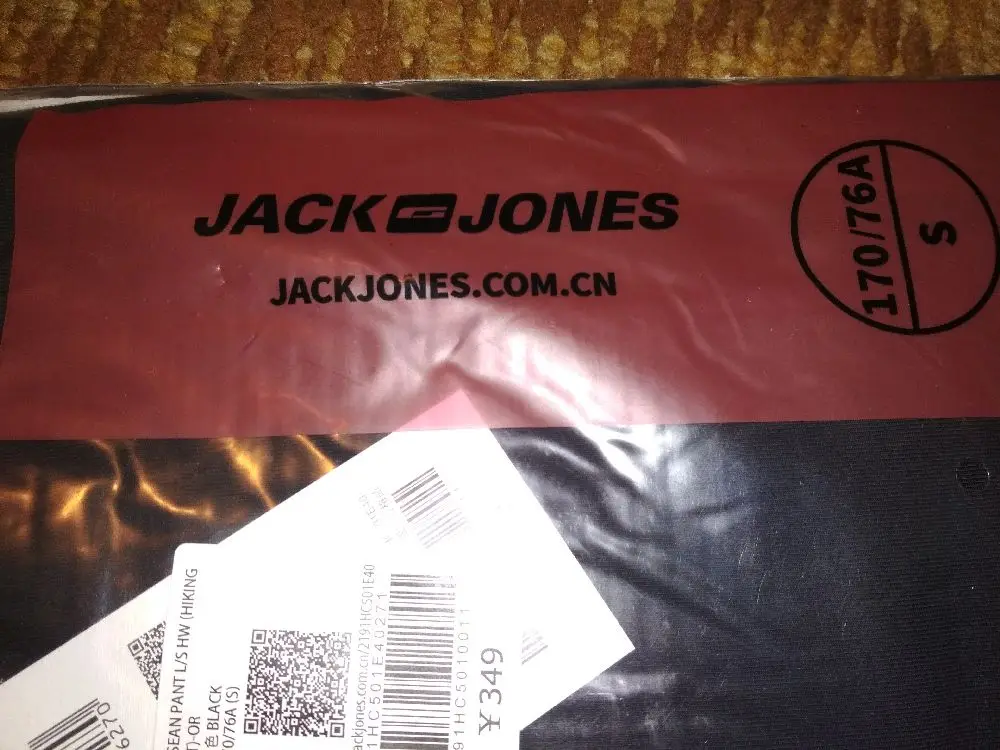 JACK JONES
JACKJONES.COM.CN
170/76A
S
SEAN PANT L/S HW (HIKING
T)-OR
色 BLACK
0/76A (S)
ackjones.com.cn/2191HC501E40
1HC501E40271
91HC5010011
¥349
6270